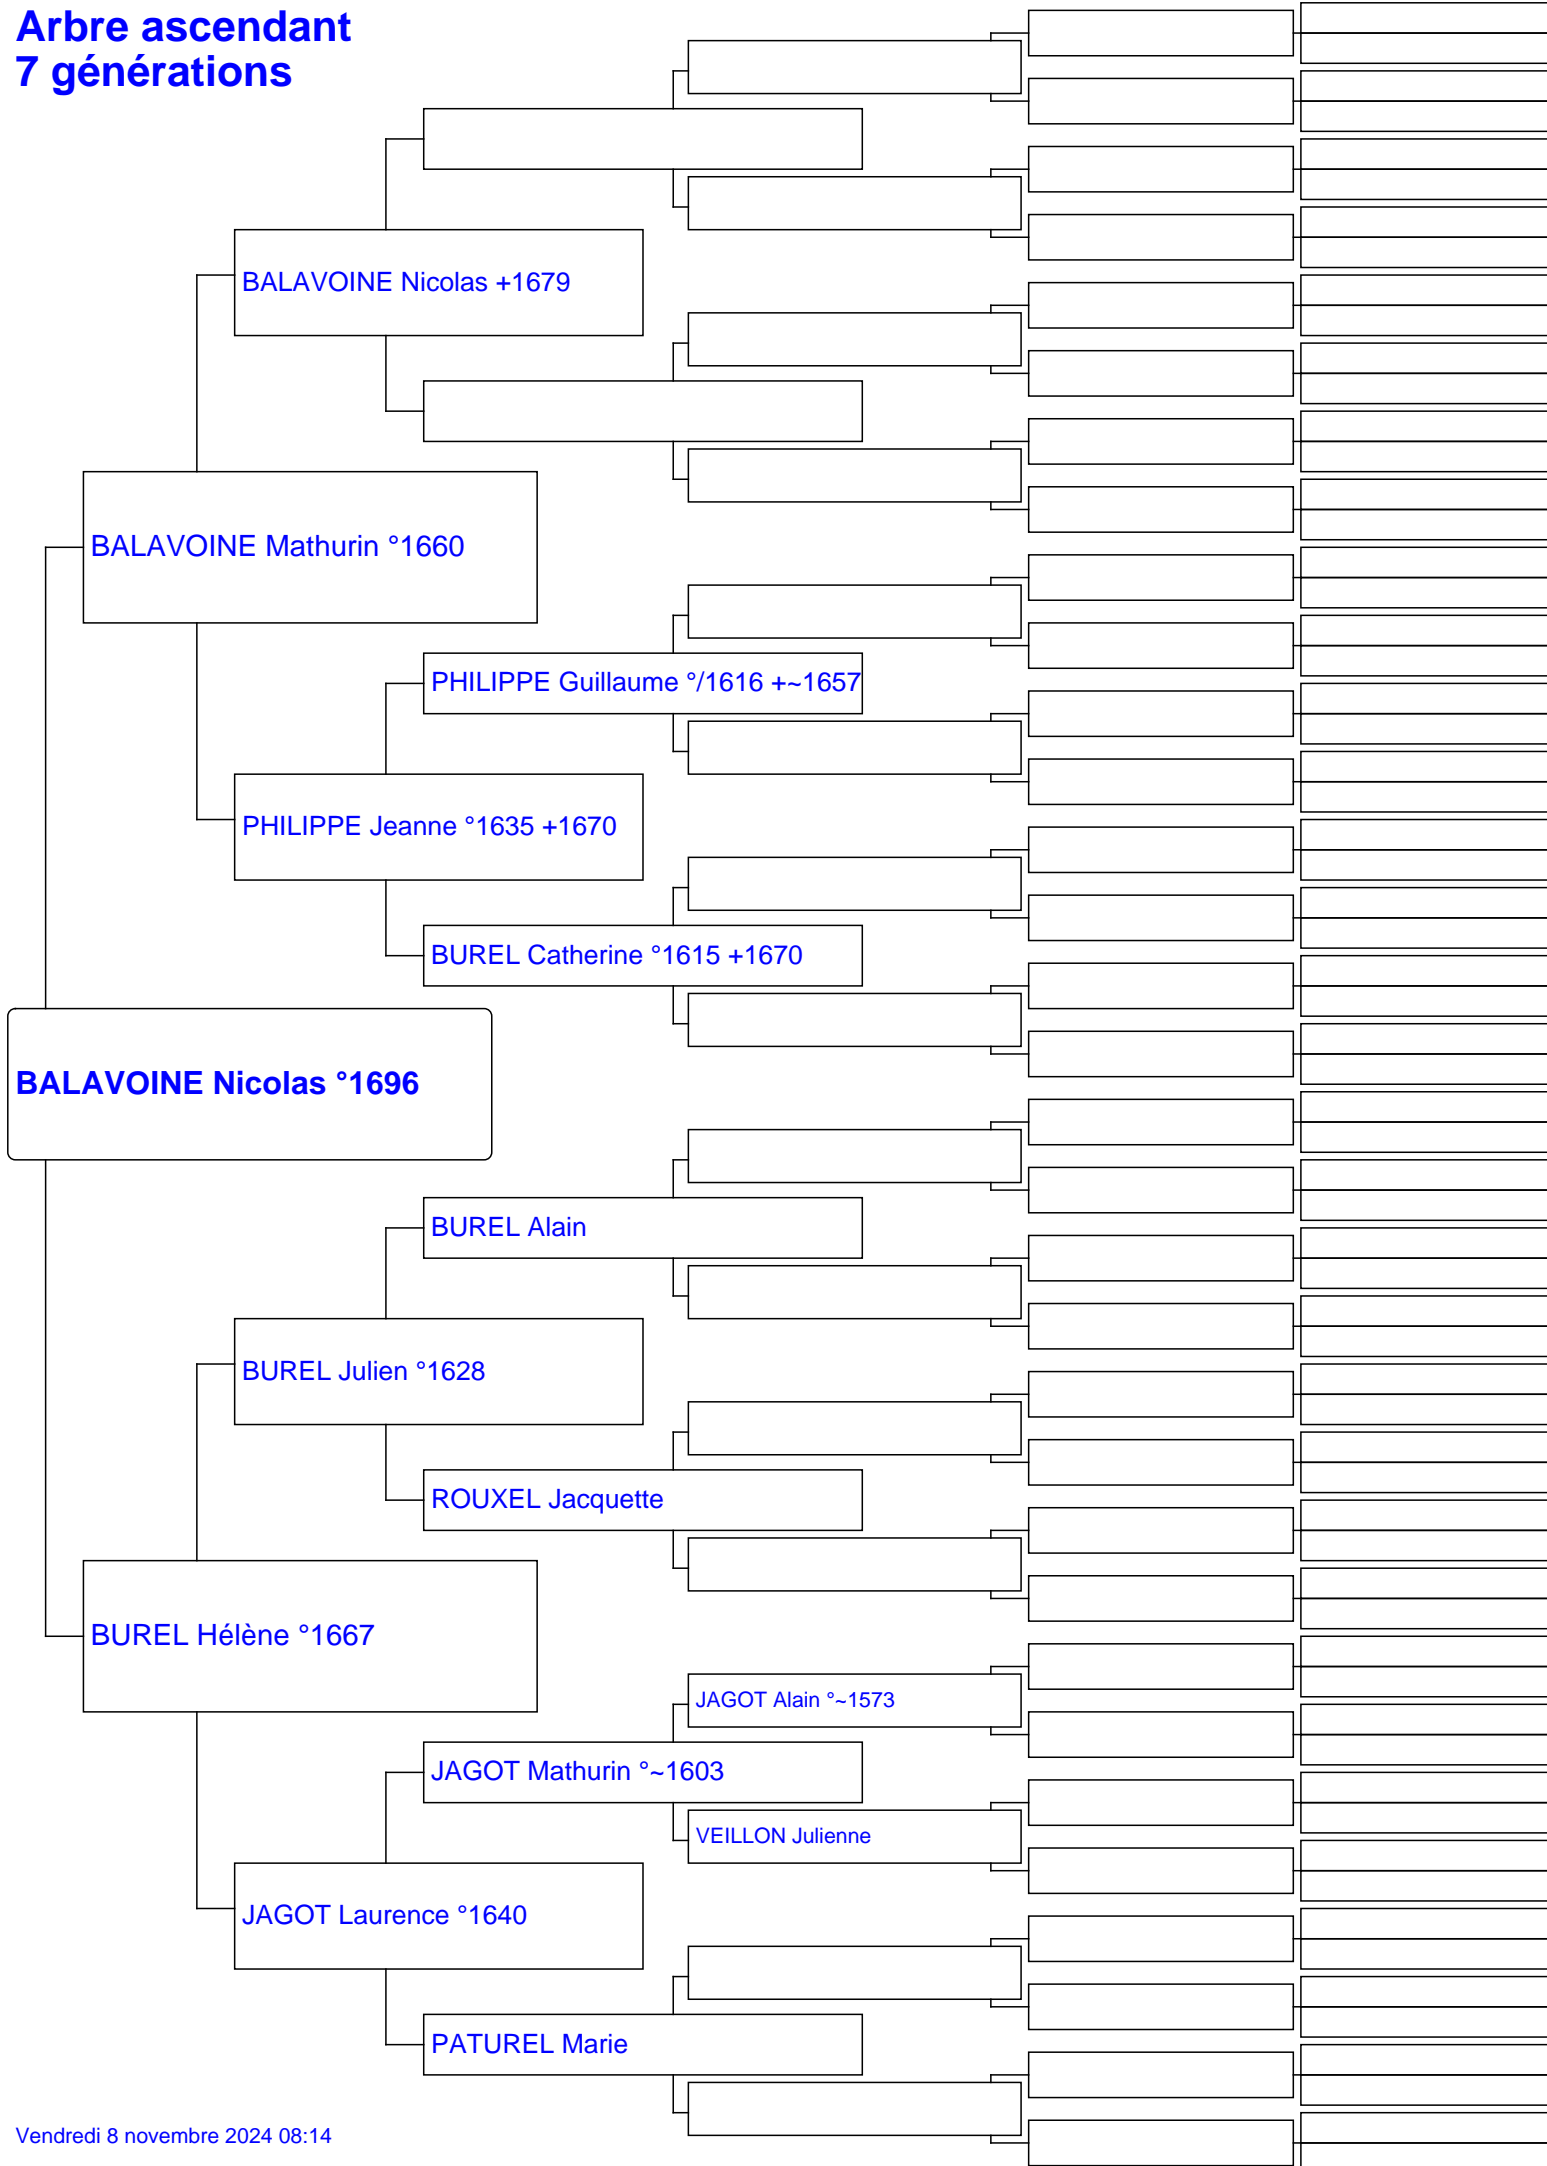 Arbre ascendant
7 générations
BALAVOINE Nicolas +1679
BALAVOINE Mathurin °1660
PHILIPPE Guillaume °/1616 +~1657
PHILIPPE Jeanne °1635 +1670
BUREL Catherine °1615 +1670
BALAVOINE Nicolas °1696
BUREL Alain
BUREL Julien °1628
ROUXEL Jacquette
BUREL Hélène °1667
JAGOT Alain °~1573
JAGOT Mathurin °~1603
VEILLON Julienne
JAGOT Laurence °1640
PATUREL Marie
Vendredi 8 novembre 2024 08:14